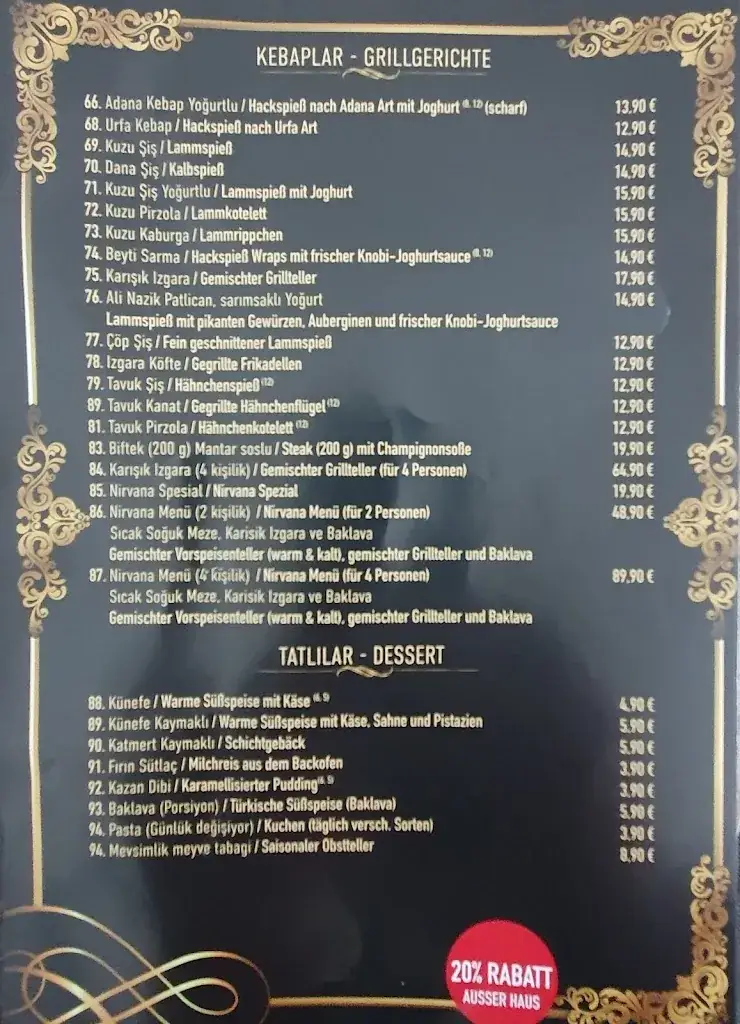 KEBAPLAR - GRILLGERICHTE
66. Adana Kebap Yoğurtlu / Hackspieß nach Adana Art mit Joghurt (8, 12) (scharf) 13,90 €
68. Urfa Kebap / Hackspieß nach Urfa Art 12,90 €
69. Kuzu Şiş / Lammspieß 14,90 €
70. Dana Şiş / Kalbspieß 14,90 €
71. Kuzu Şiş Yoğurtlu / Lammspieß mit Joghurt 15,90 €
72. Kuzu Pirzola / Lammkotelett 15,90 €
73. Kuzu Kaburga / Lammrippchen 15,90 €
74. Beyti Sarma / Hackspieß Wraps mit frischer Knobi-Joghurtsauce (8, 12) 14,90 €
75. Karışık Izgara / Gemischter Grillteller 17,90 €
76. Ali Nazik Patlican, sarımsaklı Yoğurt 14,90 €
Lammspieß mit pikanten Gewürzen, Auberginen und frischer Knobi-Joghurtsauce
77. Çöp Şiş / Fein geschnittener Lammspieß 12,90 €
78. Izgara Köfte / Gegrillte Frikadellen 12,90 €
79. Tavuk Şiş / Hähnchenspieß (12) 12,90 €
89. Tavuk Kanat / Gegrillte Hähnchenflügel (12) 12,90 €
81. Tavuk Pirzola / Hähnchenkotelett (12) 12,90 €
83. Biftek (200 g) Mantar soslu / Steak (200 g) mit Champignonsoße 19,90 €
84. Karışık Izgara (4 kişilik) / Gemischter Grillteller (für 4 Personen) 64,90 €
85. Nirvana Spesial / Nirvana Spezial 19,90 €
86. Nirvana Menü (2 kişilik) / Nirvana Menü (für 2 Personen) 48,90 €
Sıcak Soğuk Meze, Karisik Izgara ve Baklava
Gemischter Vorspeisenteller (warm & kalt), gemischter Grillteller und Baklava
87. Nirvana Menü (4 kişilik) / Nirvana Menü (für 4 Personen) 89,90 €
Sıcak Soğuk Meze, Karisik Izgara ve Baklava
Gemischter Vorspeisenteller (warm & kalt), gemischter Grillteller und Baklava
TATLILAR - DESSERT
88. Künefe / Warme Süßspeise mit Käse 4,90 €
89. Künefe Kaymaklı / Warme Süßspeise mit Käse, Sahne und Pistazien 5,90 €
90. Katmert Kaymaklı / Schichtgebäck 5,90 €
91. Fırın Sütlaç / Milchreis aus dem Backofen 3,90 €
92. Kazan Dibi / Karamellisierter Pudding 3,90 €
93. Baklava (Porsiyon) / Türkische Süßspeise (Baklava) 5,90 €
94. Pasta (Günlük değişiyor) / Kuchen (täglich versch. Sorten) 3,90 €
94. Mevsimlik meyve tabagi / Saisonaler Obstteller 8,90 €
20% RABATT
AUSSER HAUS